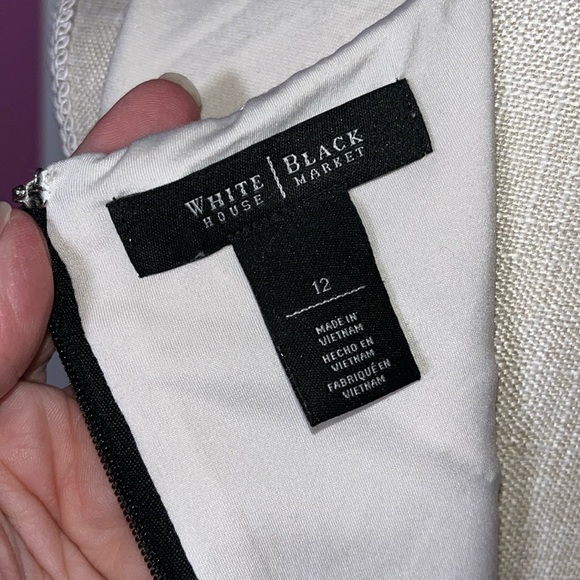 WHITE | BLACK
HOUSE | MARKET
12
MADE IN
VIETNAM
HECHO EN
VIETNAM
FABRIQUÉ EN
VIETNAM